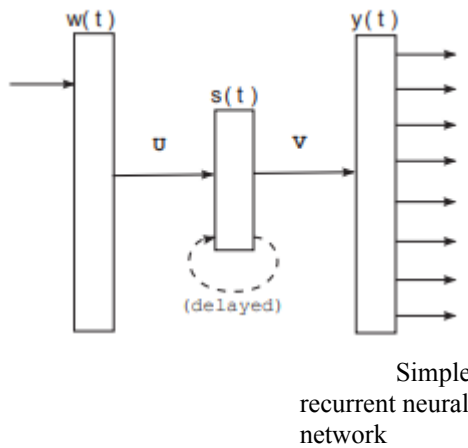 w(t)
y(t)
s(t)
U
V
(delayed)
Simple
recurrent neural
network